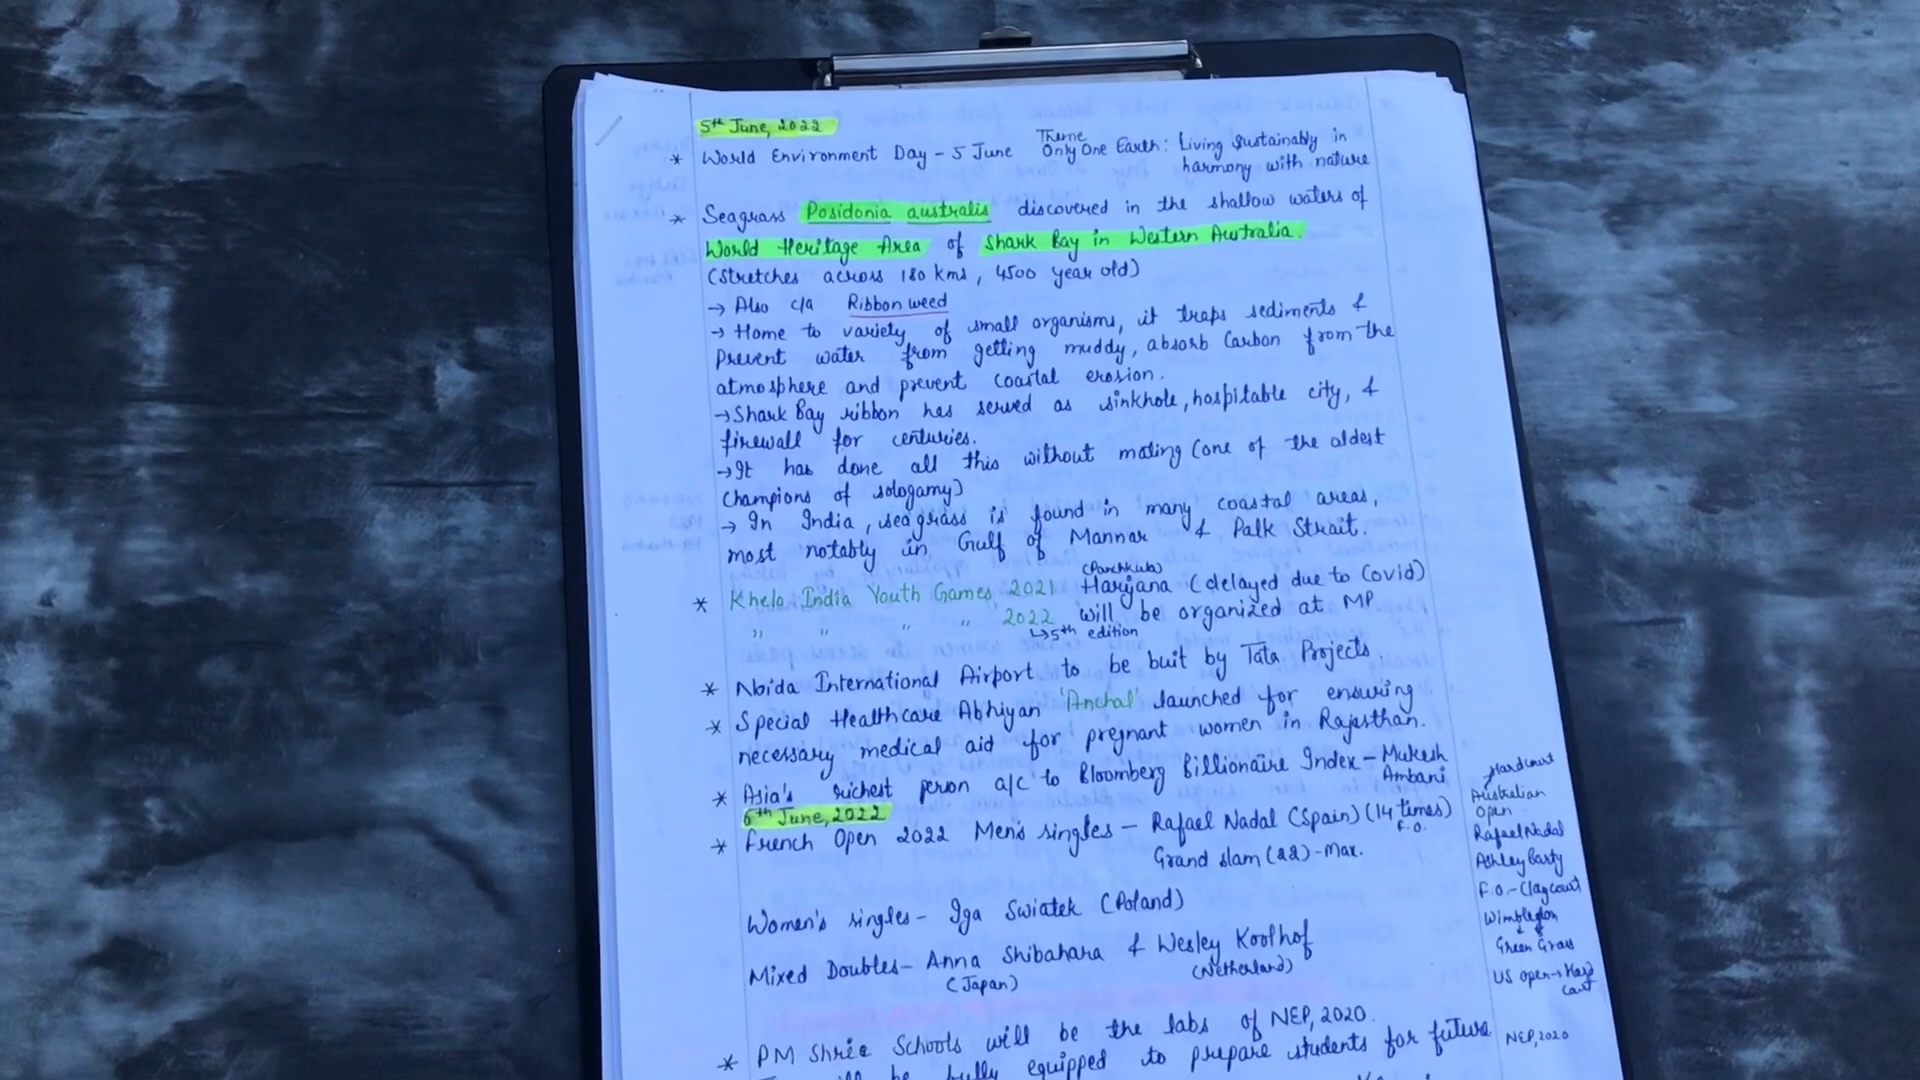 5th June, 2022
* World Environment Day - 5 June Theme Only One Earth: Living Sustainably in
harmony with nature
* Seagrass Posidonia australis discovered in the shallow waters of
World Heritage Area of Shark Bay in Western Australia.
(Stretches across 180 kms, 4500 year old)
→ Also c/a Ribbon weed
→ Home to variety of small organisms, it traps sediments &
prevent water from getting muddy, absorb Carbon from the
atmosphere and prevent coastal erosion.
→ Shark Bay ribbon has served as sinkhole, hospitable city, &
firewall for centuries.
→ It has done all this without mating (one of the oldest
champions of sologamy)
→ In India, seagrass is found in many coastal areas,
most notably in Gulf of Mannar & Palk Strait.
(Panchkula)
* Khelo India Youth Games 2021 Haryana (delayed due to Covid)
" " " " 2022 will be organized at MP
↳ 5th edition
* Noida International Airport to be buit by Tata Projects.
* Special Healthcare Abhiyan 'Anchal' launched for ensuring
necessary medical aid for pregnant women in Rajasthan.
* Asia's richest person a/c to Bloomberg Billionaire Index - Mukesh
Ambani
6th June, 2022
* French Open 2022 Men's singles - Rafael Nadal (Spain) (14 times)
F.O.
Grand slam (22) - Max.
Women's singles - Iga Swiatek (Poland)
Mixed Doubles - Anna Shibahara & Wesley Koolhof
(Japan) (Netherland)
* PM Shrie Schools will be the labs of NEP, 2020.
be fully equipped to prepare students for future
Hardcourt
Australian
Open
Rafael Nadal
Ashley Barty
F.O. - Clay court
Wimbledon
Green Grass
US Open → Hard
Court
NEP, 2020